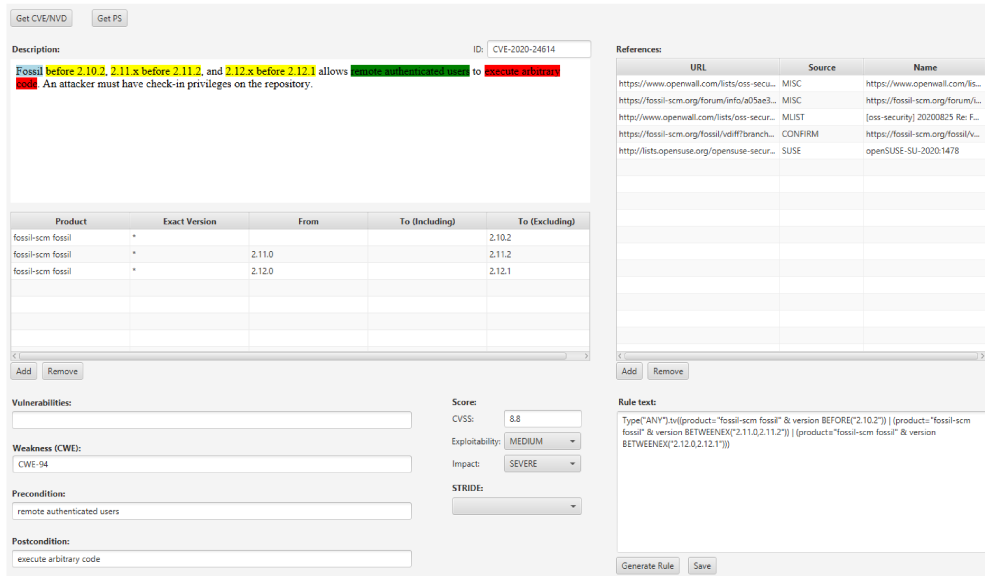 Get CVE/NVD Get PS
Description: ID: CVE-2020-24614
Fossil before 2.10.2, 2.11.x before 2.11.2, and 2.12.x before 2.12.1 allows remote authenticated users to execute arbitrary
code. An attacker must have check-in privileges on the repository.
Product Exact Version From To (Including) To (Excluding)
fossil-scm fossil * 2.10.2
fossil-scm fossil * 2.11.0 2.11.2
fossil-scm fossil * 2.12.0 2.12.1
Add Remove
References:
URL Source Name
https://www.openwall.com/lists/oss-secu... MISC https://www.openwall.com/lis...
https://fossil-scm.org/forum/info/a05ae3... MISC https://fossil-scm.org/forum/i...
http://www.openwall.com/lists/oss-secur... MLIST [oss-security] 20200825 Re: F...
https://fossil-scm.org/fossil/vdiff?branch... CONFIRM https://fossil-scm.org/fossil/v...
http://lists.opensuse.org/opensuse-secur... SUSE openSUSE-SU-2020:1478
Add Remove
Vulnerabilities:
Weakness (CWE):
CWE-94
Precondition:
remote authenticated users
Postcondition:
execute arbitrary code
Score:
CVSS: 8.8
Exploitability: MEDIUM
Impact: SEVERE
STRIDE:
Rule text:
Type("ANY").tv((product="fossil-scm fossil" & version BEFORE("2.10.2")) | (product="fossil-scm
fossil" & version BETWEENEX("2.11.0,2.11.2")) | (product="fossil-scm fossil" & version
BETWEENEX("2.12.0,2.12.1")))
Generate Rule Save